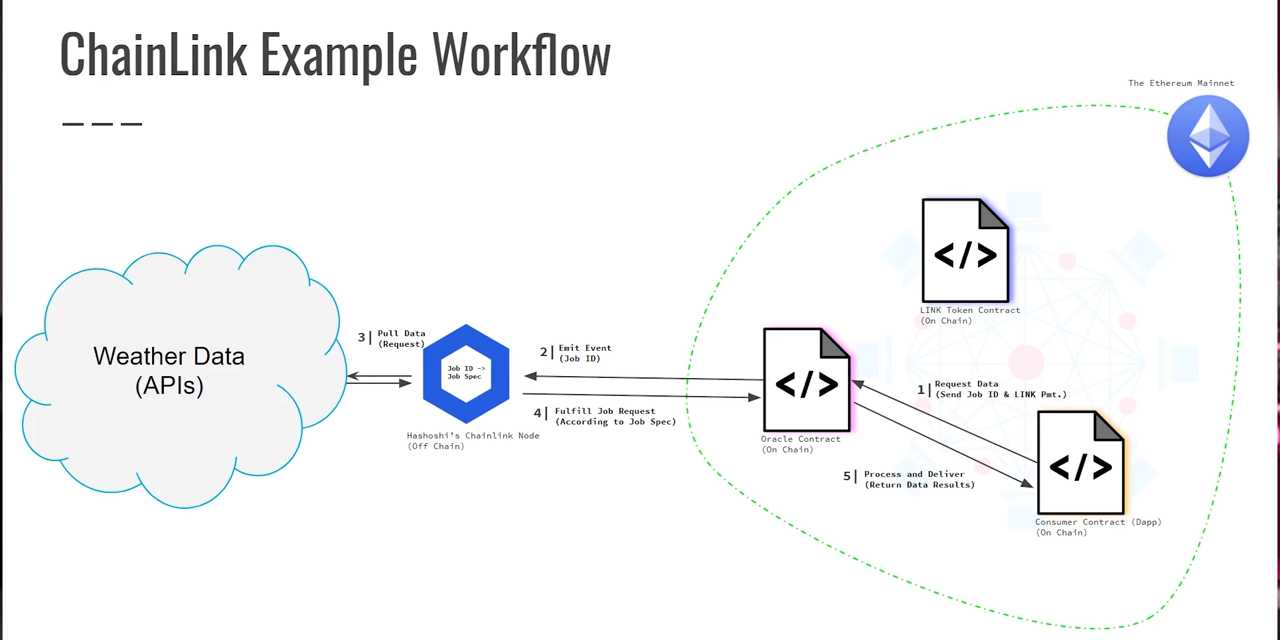 ChainLink Example Workflow
The Ethereum Mainnet
</>
LINK Token Contract
(On Chain)
Weather Data
(APIs)
3| Pull Data
(Request)
Job ID ->
Job Spec
Hashoshi's Chainlink Node
(Off Chain)
2| Emit Event
(Job ID)
4| Fulfill Job Request
(According to Job Spec)
</>
Oracle Contract
(On Chain)
1| Request Data
(Send Job ID & LINK Pmt.)
5| Process and Deliver
(Return Data Results)
</>
Consumer Contract (Dapp)
(On Chain)